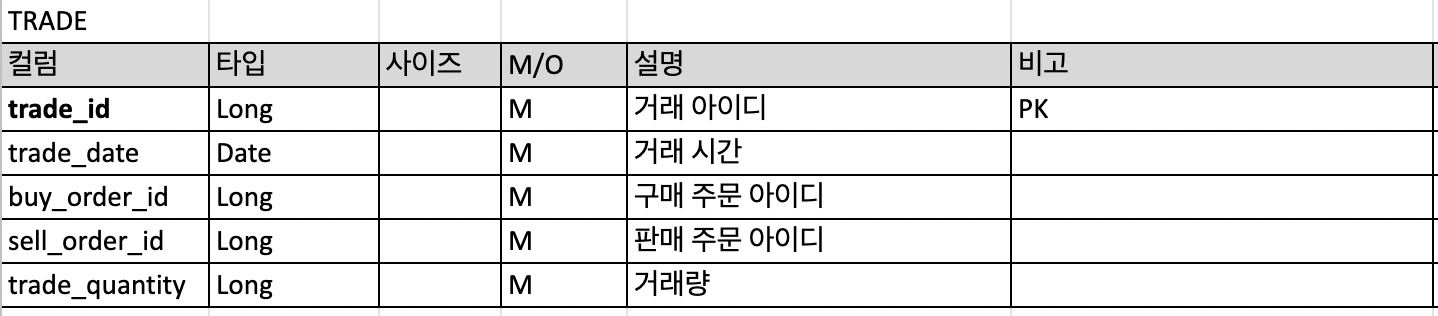 TRADE
컬럼 타입 사이즈 M/O 설명 비고
trade_id Long M 거래 아이디 PK
trade_date Date M 거래 시간
buy_order_id Long M 구매 주문 아이디
sell_order_id Long M 판매 주문 아이디
trade_quantity Long M 거래량